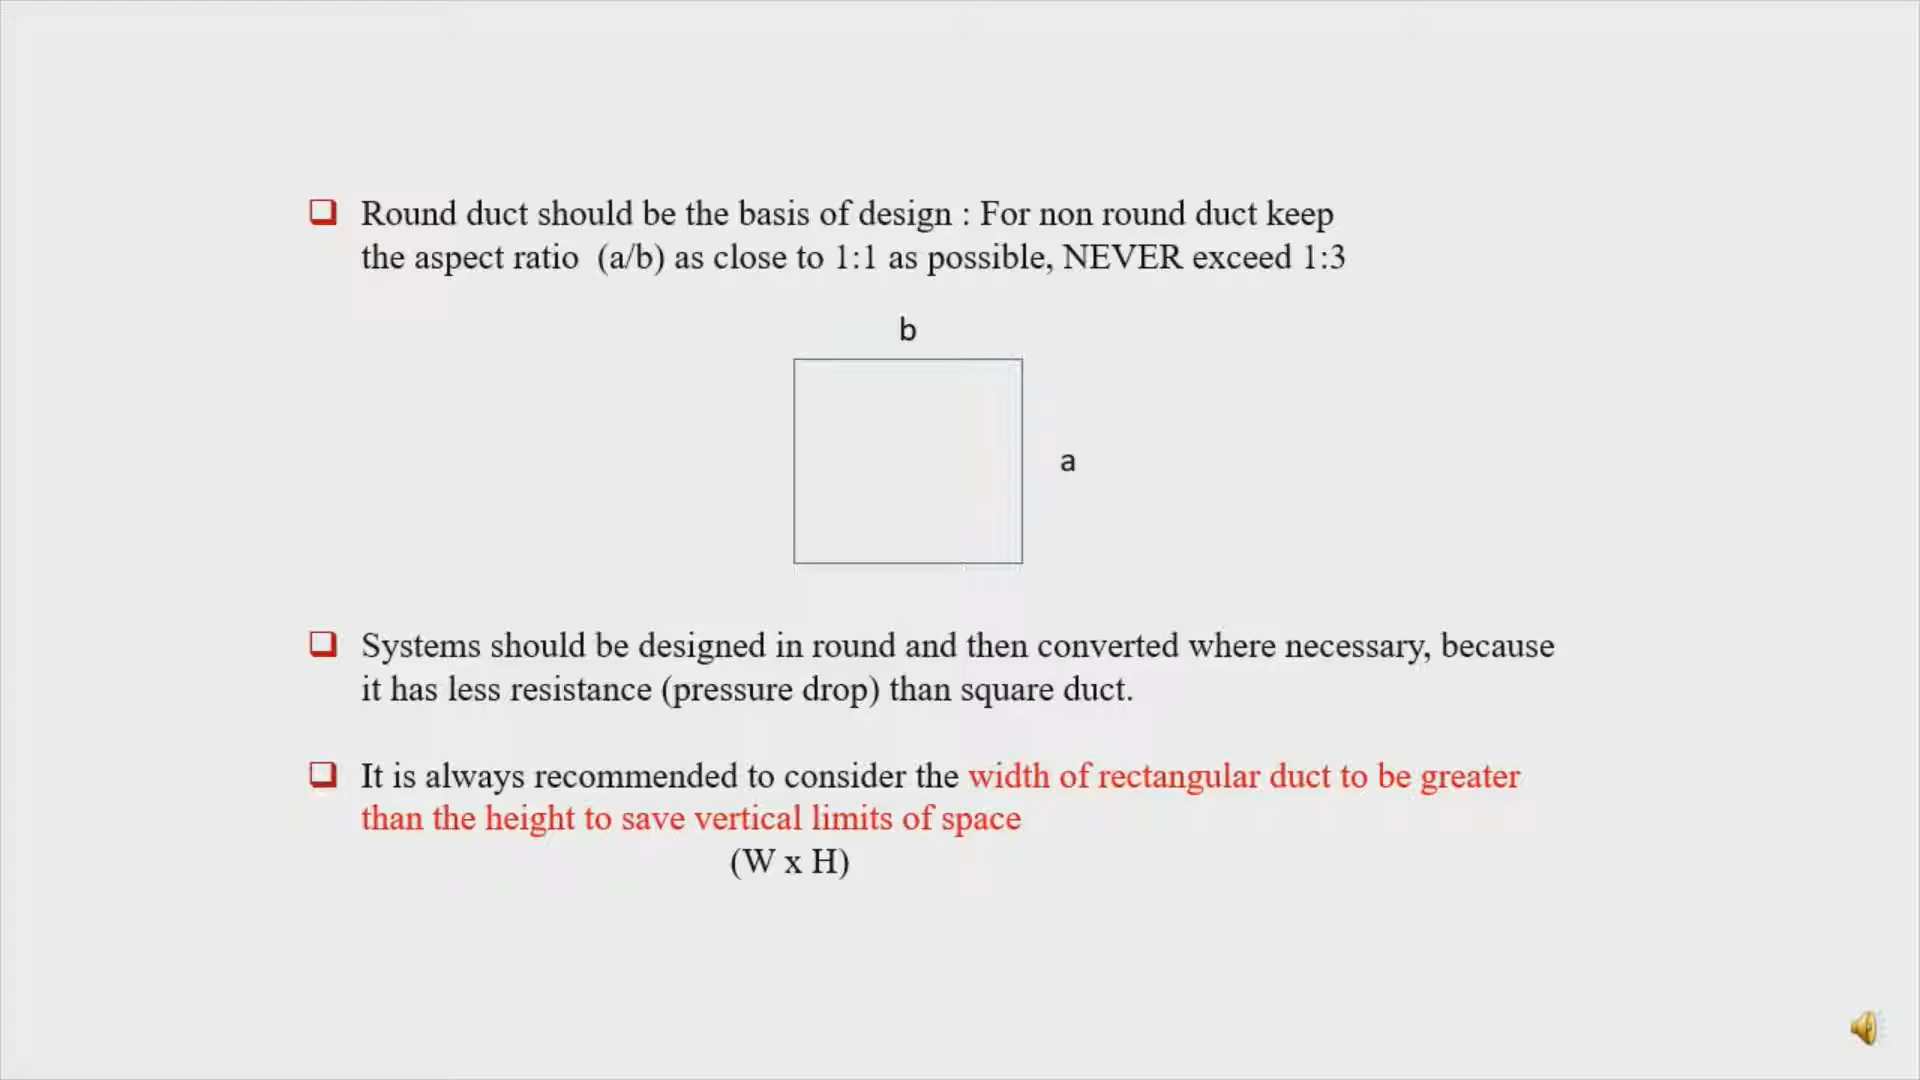 Round duct should be the basis of design : For non round duct keep
the aspect ratio (a/b) as close to 1:1 as possible, NEVER exceed 1:3
b
a
Systems should be designed in round and then converted where necessary, because
it has less resistance (pressure drop) than square duct.
It is always recommended to consider the width of rectangular duct to be greater
than the height to save vertical limits of space
(W x H)